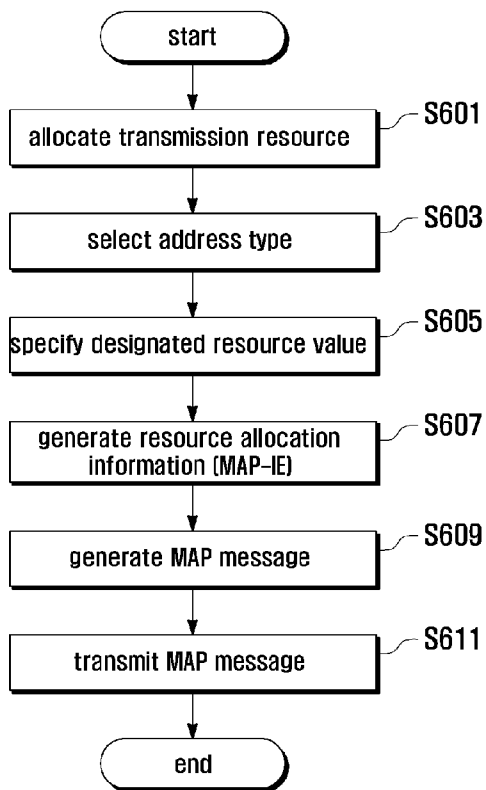 start
allocate transmission resource
S601
select address type
S603
specify designated resource value
S605
generate resource allocation
information (MAP-IE)
S607
generate MAP message
S609
transmit MAP message
S611
end